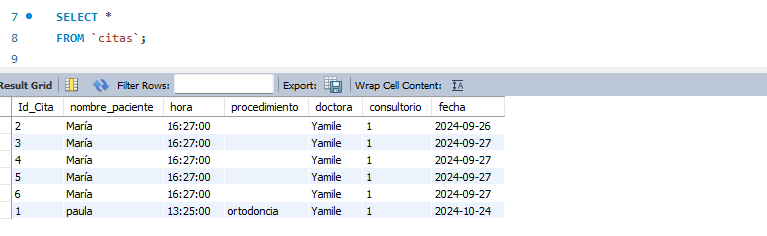 7 SELECT *
8 FROM `citas`;
9
Result Grid Filter Rows: Export: Wrap Cell Content: IA
Id_Cita nombre_paciente hora procedimiento doctora consultorio fecha
2 María 16:27:00 Yamile 1 2024-09-26
3 María 16:27:00 Yamile 1 2024-09-27
4 María 16:27:00 Yamile 1 2024-09-27
5 María 16:27:00 Yamile 1 2024-09-27
6 María 16:27:00 Yamile 1 2024-09-27
1 paula 13:25:00 ortodoncia Yamile 1 2024-10-24